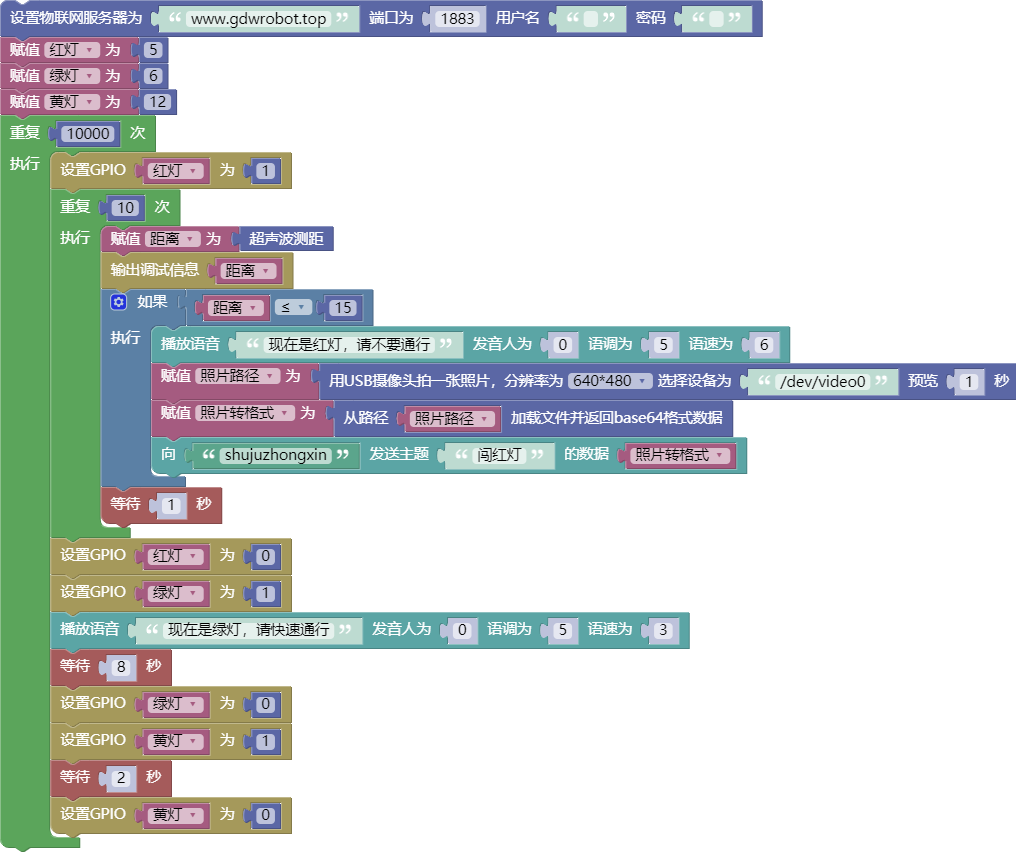 设置物联网服务器为 “ www.gdwrobot.top ” 端口为 1883 用户名 “ ” 密码 “ ”
赋值 红灯 为 5
赋值 绿灯 为 6
赋值 黄灯 为 12
重复 10000 次
执行 设置GPIO 红灯 为 1
重复 10 次
执行 赋值 距离 为 超声波测距
输出调试信息 距离
如果 距离 ≤ 15
执行 播放语音 “ 现在是红灯，请不要通行 ” 发音人为 0 语调为 5 语速为 6
赋值 照片路径 为 用USB摄像头拍一张照片，分辨率为 640*480 选择设备为 “ /dev/video0 ” 预览 1 秒
赋值 照片转格式 为 从路径 照片路径 加载文件并返回base64格式数据
向 “ shujuzhongxin ” 发送主题 “ 闯红灯 ” 的数据 照片转格式
等待 1 秒
设置GPIO 红灯 为 0
设置GPIO 绿灯 为 1
播放语音 “ 现在是绿灯，请快速通行 ” 发音人为 0 语调为 5 语速为 3
等待 8 秒
设置GPIO 绿灯 为 0
设置GPIO 黄灯 为 1
等待 2 秒
设置GPIO 黄灯 为 0